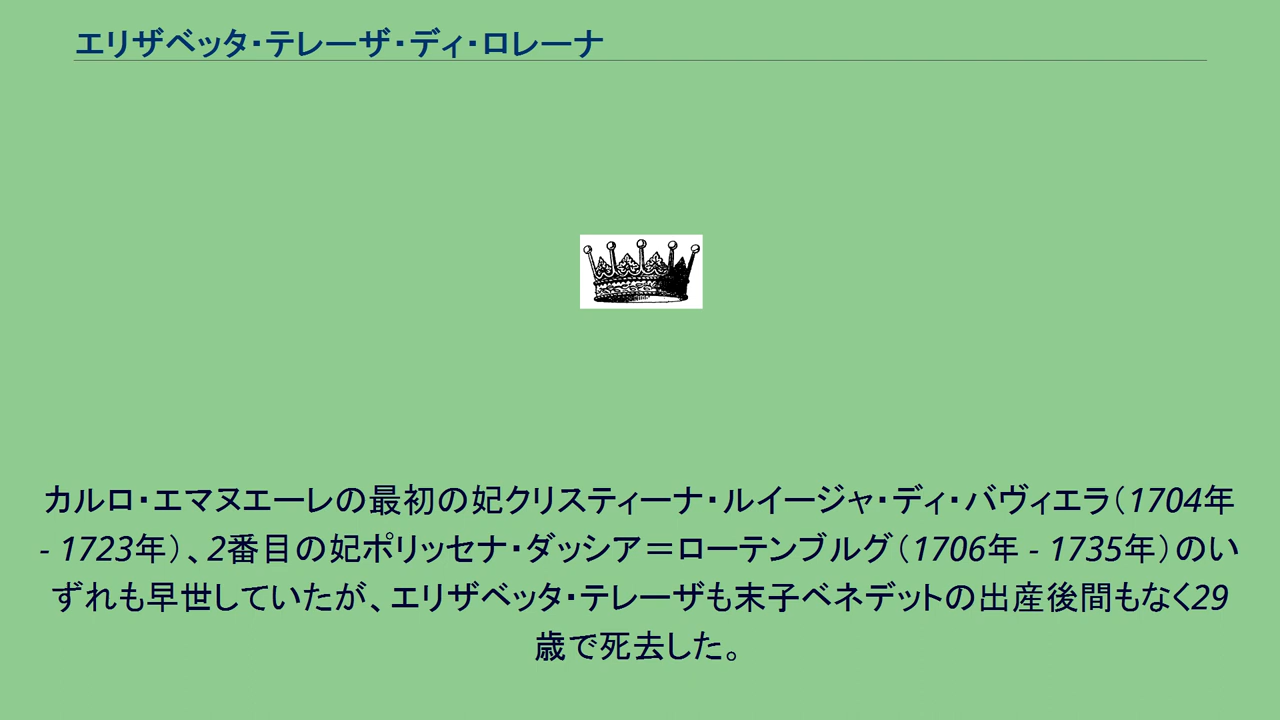 エリザベッタ・テレーザ・ディ・ロレーナ
カルロ・エマヌエーレの最初の妃クリスティーナ・ルイージャ・ディ・バヴィエラ（1704年
- 1723年）、2番目の妃ポリッセナ・ダッシア＝ローテンブルグ（1706年 - 1735年）のい
ずれも早世していたが、エリザベッタ・テレーザも末子ベネデットの出産後間もなく29
歳で死去した。